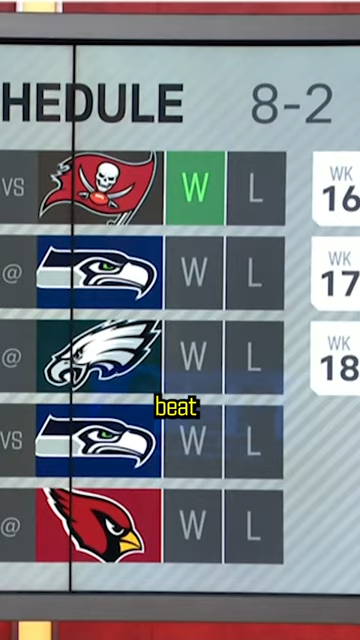 HEDULE 8-2
VS W L WK 16
@ W L WK 17
@ W L WK 18
beat
VS W L
@ W L